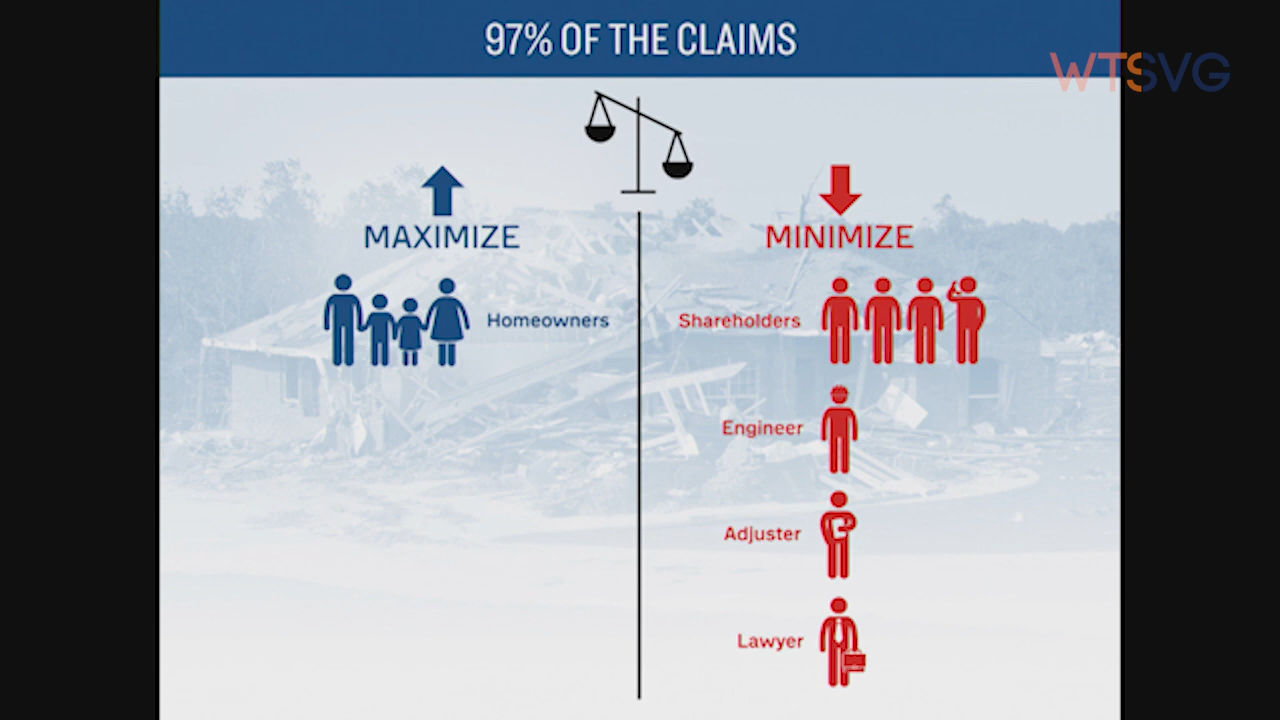 97% OF THE CLAIMS
WTSVG
MAXIMIZE
MINIMIZE
Homeowners
Shareholders
Engineer
Adjuster
Lawyer